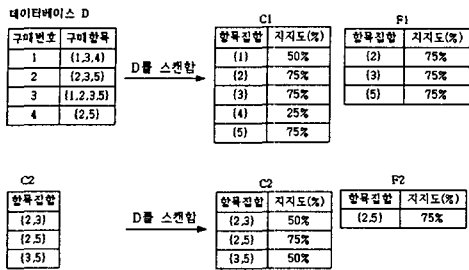 데이터베이스 D
구매번호 구매항목
1 {1,3,4}
2 {2,3,5}
3 {1,2,3,5}
4 {2,5}
D를 스캔함
C1
항목집합 지지도(%)
{1} 50%
{2} 75%
{3} 75%
{4} 25%
{5} 75%
F1
항목집합 지지도(%)
{2} 75%
{3} 75%
{5} 75%
C2
항목집합
{2,3}
{2,5}
{3,5}
D를 스캔함
C2
항목집합 지지도(%)
{2,3} 50%
{2,5} 75%
{3,5} 50%
F2
항목집합 지지도(%)
{2,5} 75%